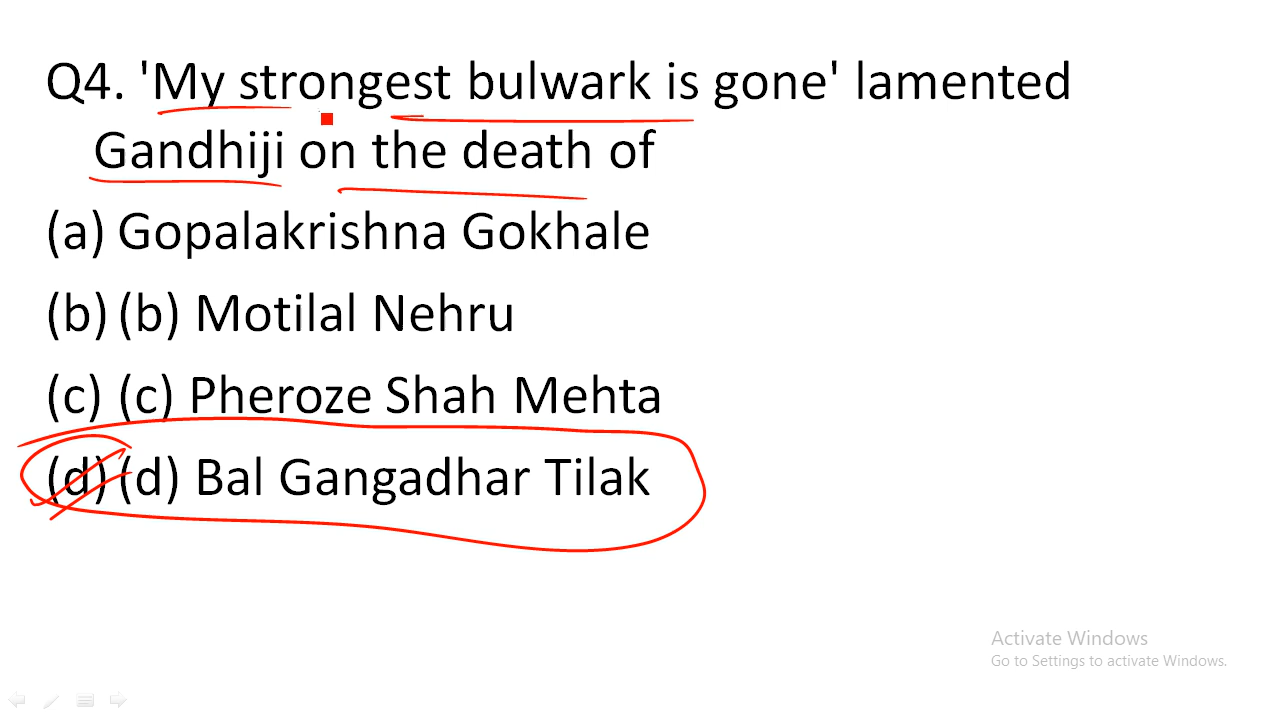 Q4. 'My strongest bulwark is gone' lamented
Gandhiji on the death of
(a) Gopalakrishna Gokhale
(b) (b) Motilal Nehru
(c) (c) Pheroze Shah Mehta
(d) (d) Bal Gangadhar Tilak
Activate Windows
Go to Settings to activate Windows.